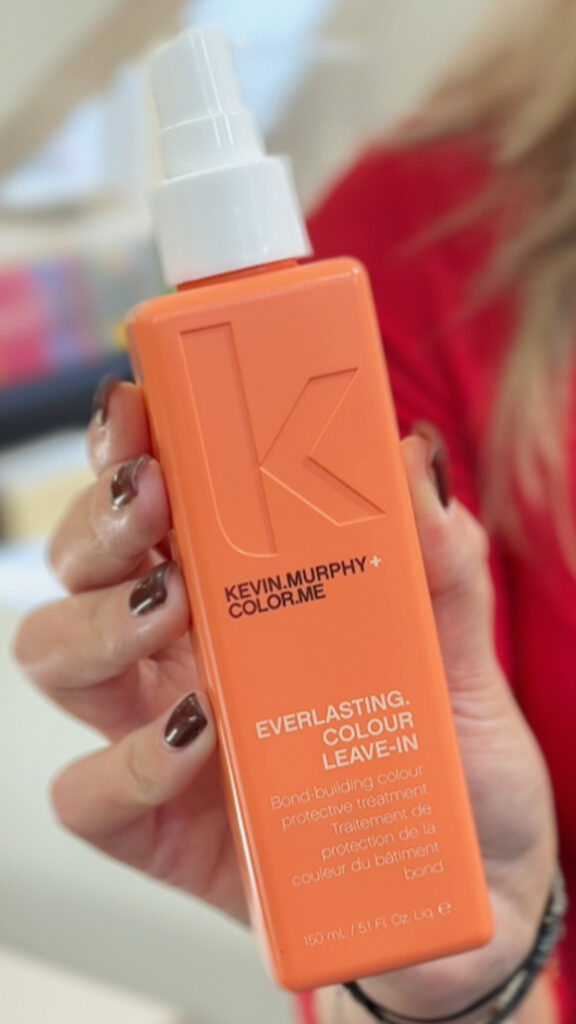 k
KEVIN.MURPHY+
COLOR.ME
EVERLASTING.
COLOUR
LEAVE-IN
Bond-building colour
protective treatment
Traitement de
protection de la
couleur du bâtiment
bond
150 mL / 5.1 Fl. Oz. Liq ℮